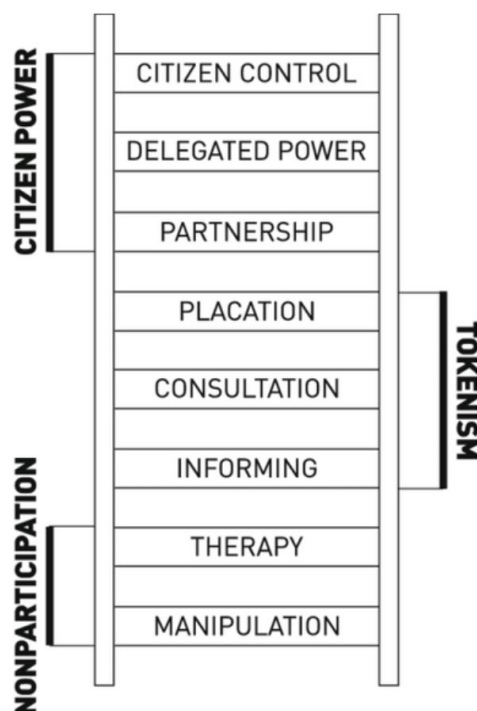 CITIZEN POWER
CITIZEN CONTROL
DELEGATED POWER
PARTNERSHIP
PLACATION
CONSULTATION
INFORMING
TOKENISM
THERAPY
MANIPULATION
NONPARTICIPATION